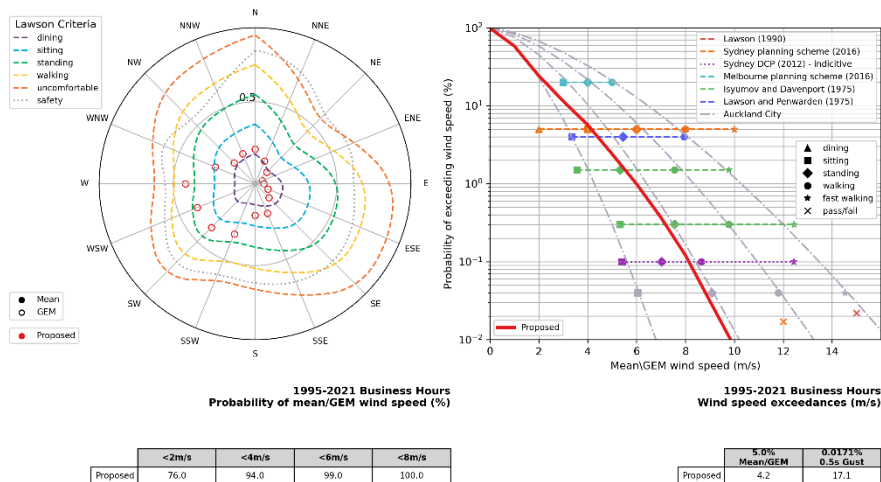 Lawson Criteria
dining
sitting
standing
walking
uncomfortable
safety
N
NNE
NE
ENE
E
ESE
SE
SSE
S
SSW
SW
WSW
W
WNW
NW
NNW
0.5
Mean
GEM
Proposed
1995-2021 Business Hours
Probability of mean/GEM wind speed (%)
<2m/s <4m/s <6m/s <8m/s
Proposed 76.0 94.0 99.0 100.0
Probability of exceeding wind speed (%)
10²
10¹
10⁰
10⁻¹
10⁻²
Lawson (1990)
Sydney planning scheme (2016)
Sydney DCP (2012) - Indicitive
Melbourne planning scheme (2016)
Isyumov and Davenport (1975)
Lawson and Penwarden (1975)
Auckland City
dining
sitting
standing
walking
fast walking
pass/fail
Proposed
0 2 4 6 8 10 12 14
Mean\GEM wind speed (m/s)
1995-2021 Business Hours
Wind speed exceedances (m/s)
5.0% 0.0171%
Mean/GEM 0.5s Gust
Proposed 4.2 17.1